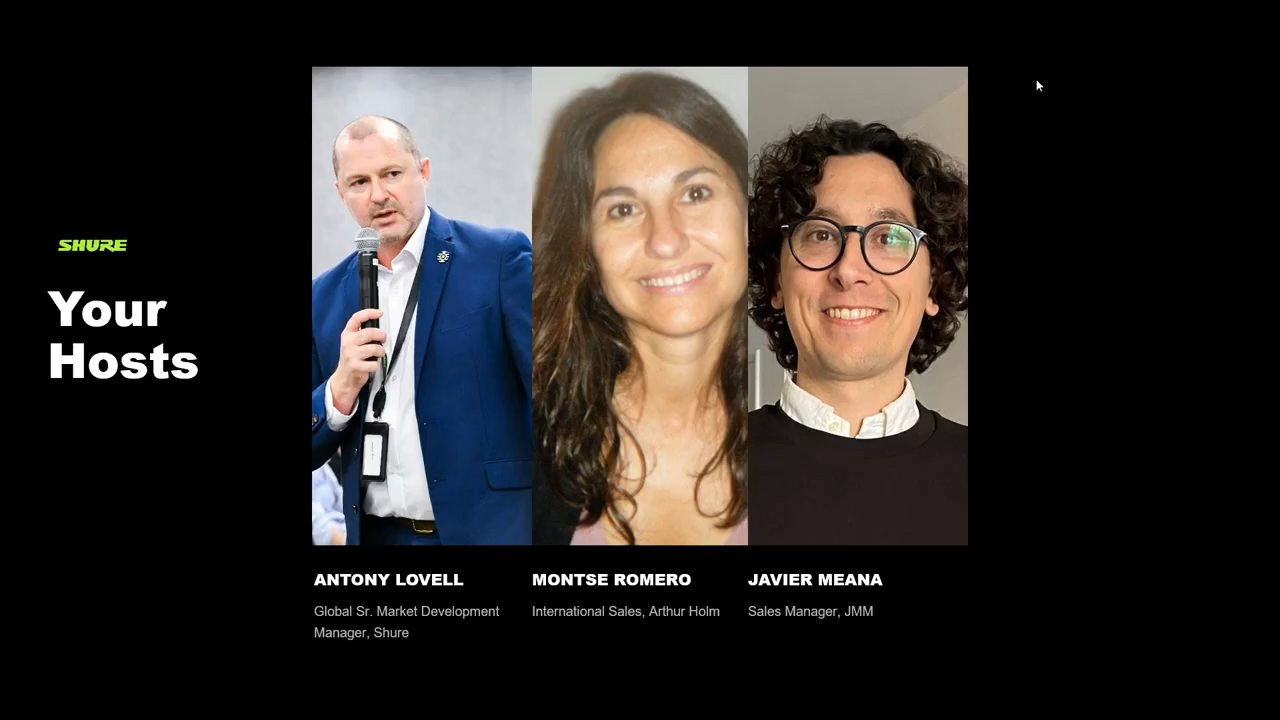 SHURE
Your
Hosts
ANTONY LOVELL
Global Sr. Market Development
Manager, Shure
MONTSE ROMERO
International Sales, Arthur Holm
JAVIER MEANA
Sales Manager, JMM